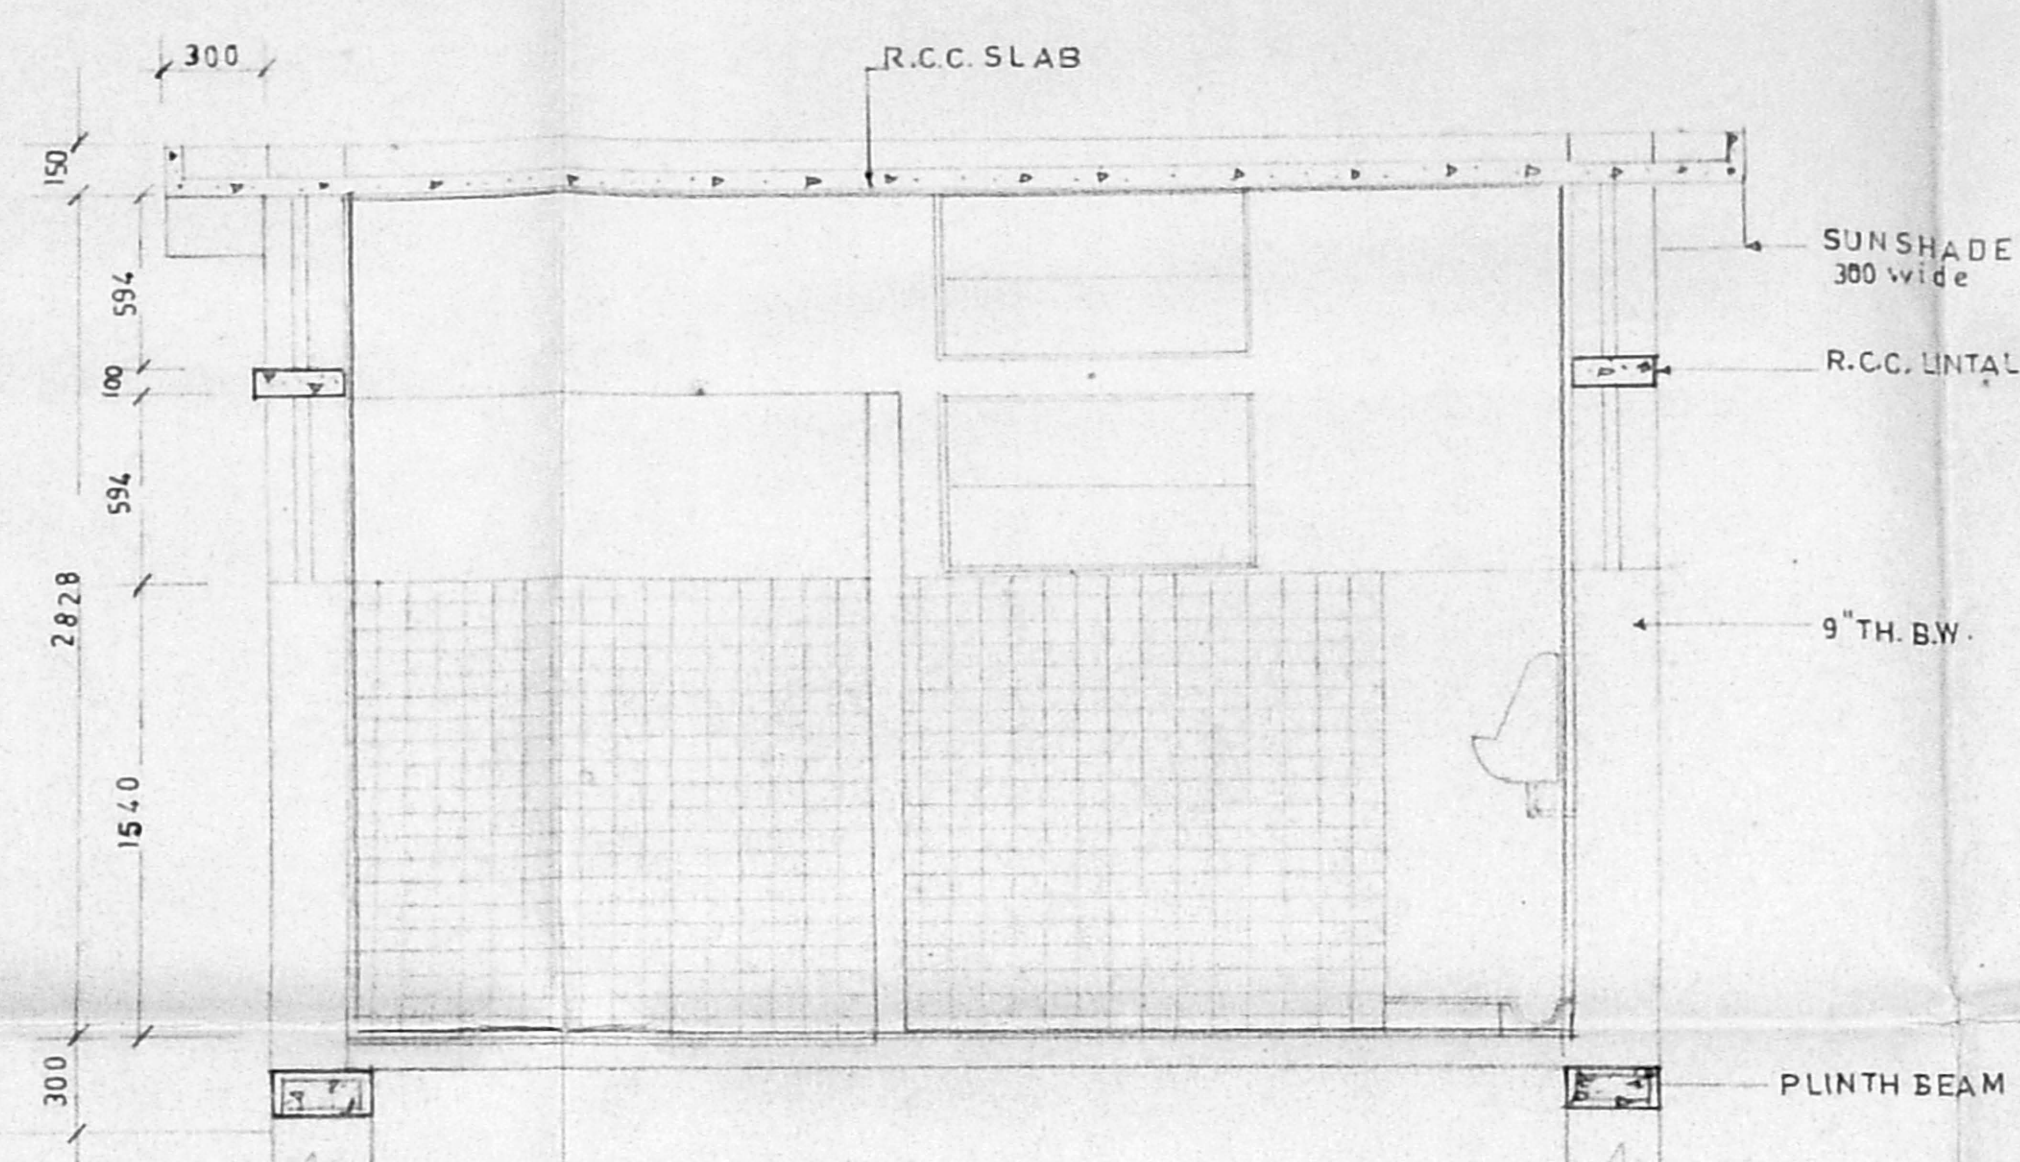 300
R.C.C. SLAB
150
SUNSHADE
300 wide
594
R.C.C. LINTAL
100
594
2828
9" TH. B.W.
1540
300
PLINTH BEAM